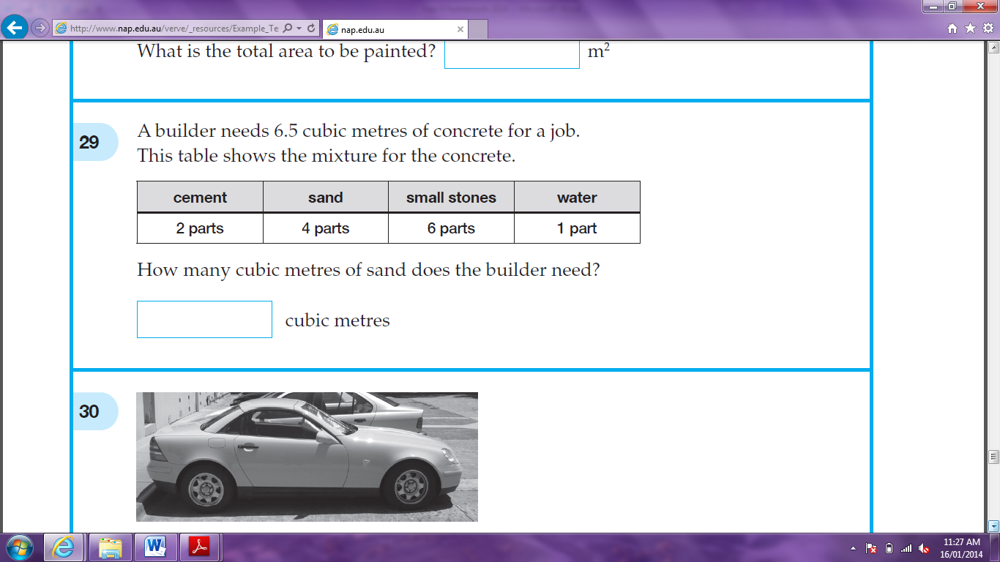 http://www.nap.edu.au/verve/_resources/Example_Te
nap.edu.au
What is the total area to be painted? m²
29
A builder needs 6.5 cubic metres of concrete for a job.
This table shows the mixture for the concrete.
cement sand small stones water
2 parts 4 parts 6 parts 1 part
How many cubic metres of sand does the builder need?
cubic metres
30
11:27 AM
16/01/2014